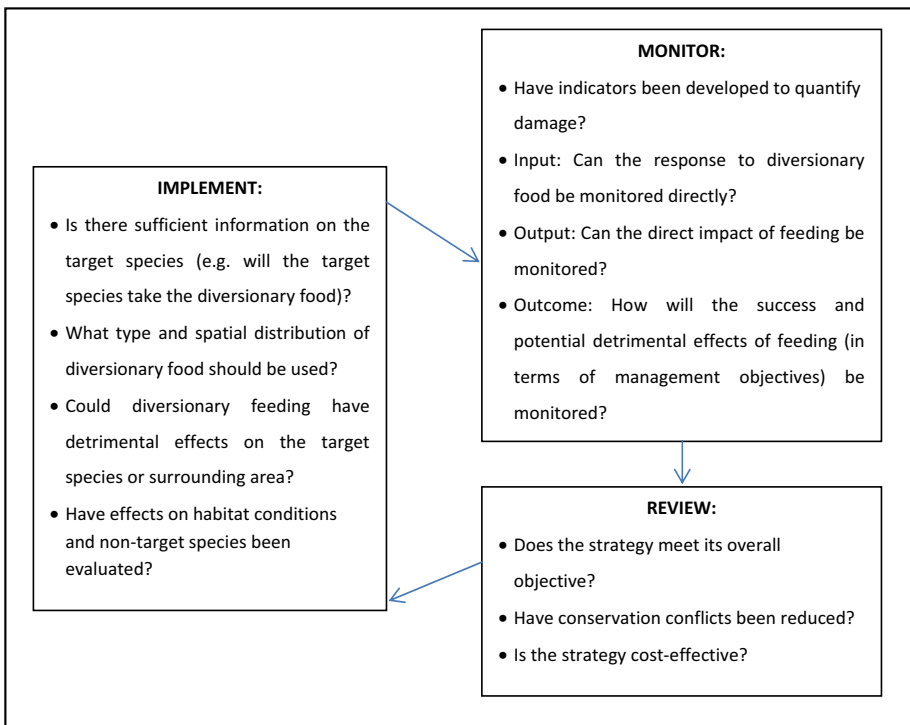 IMPLEMENT:
• Is there sufficient information on the
target species (e.g. will the target
species take the diversionary food)?
• What type and spatial distribution of
diversionary food should be used?
• Could diversionary feeding have
detrimental effects on the target
species or surrounding area?
• Have effects on habitat conditions
and non-target species been
evaluated?
MONITOR:
• Have indicators been developed to quantify
damage?
• Input: Can the response to diversionary
food be monitored directly?
• Output: Can the direct impact of feeding be
monitored?
• Outcome: How will the success and
potential detrimental effects of feeding (in
terms of management objectives) be
monitored?
REVIEW:
• Does the strategy meet its overall
objective?
• Have conservation conflicts been reduced?
• Is the strategy cost-effective?